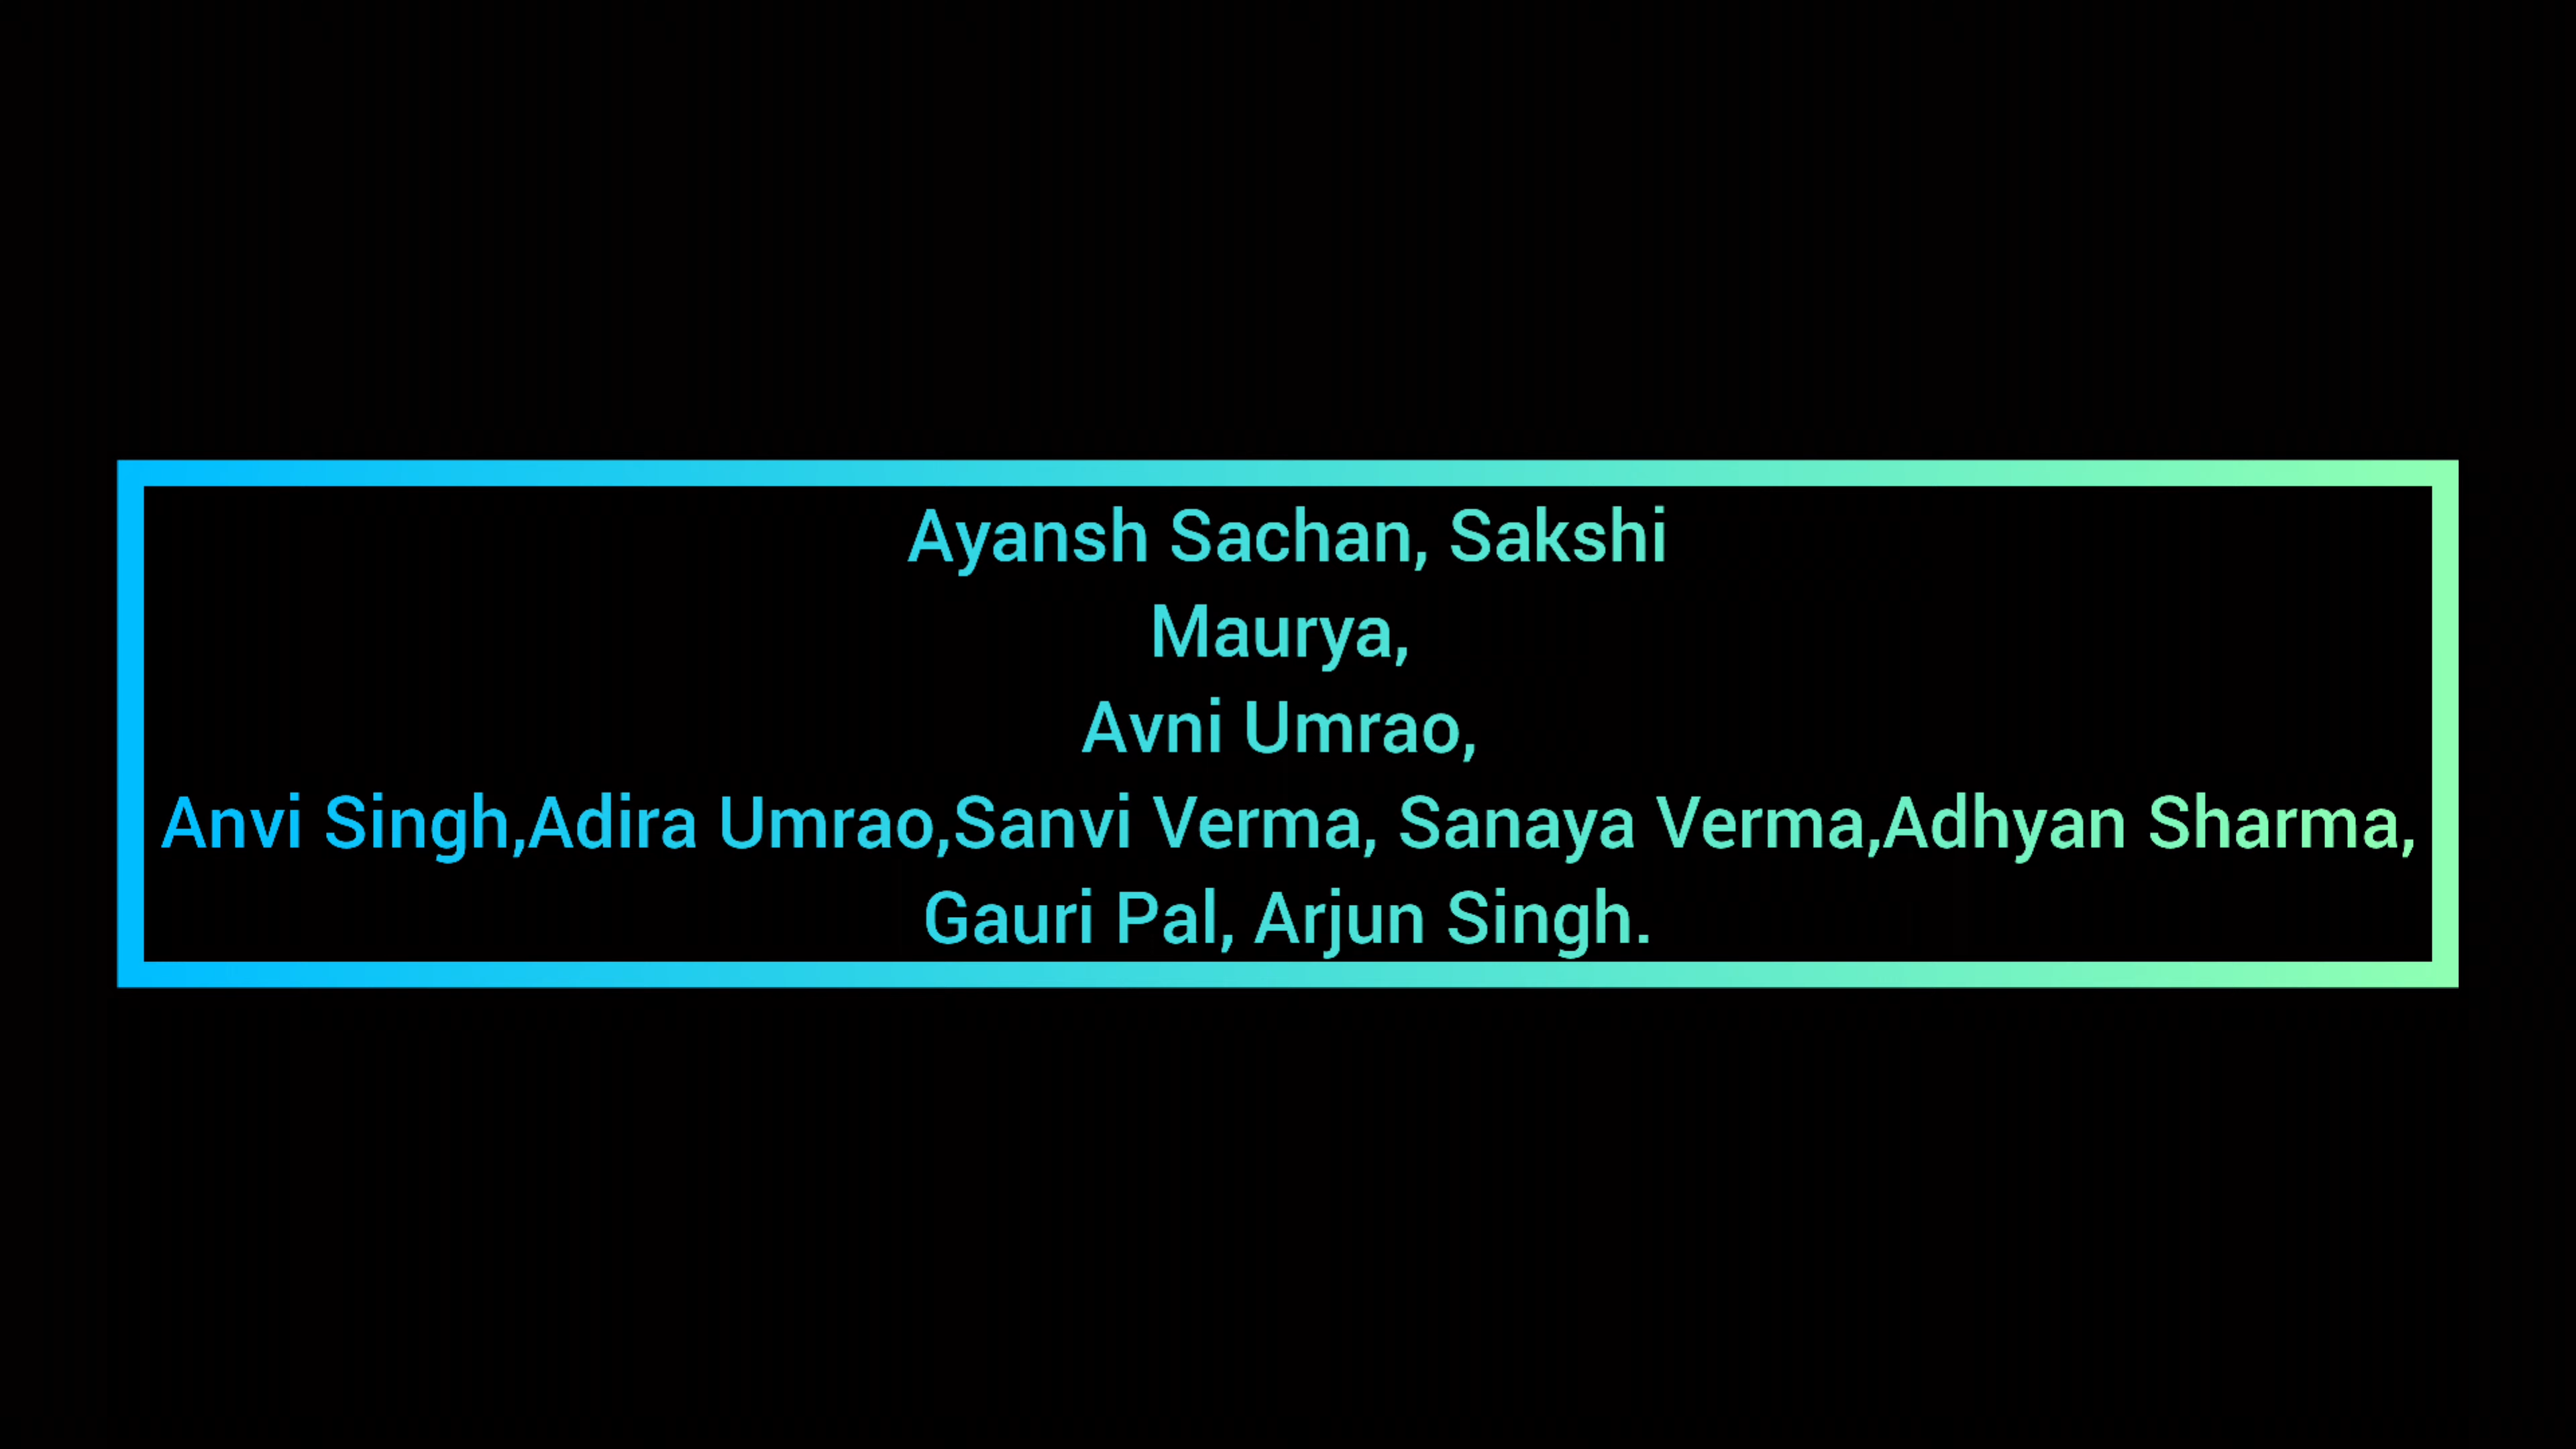 Ayansh Sachan, Sakshi
Maurya,
Avni Umrao,
Anvi Singh,Adira Umrao,Sanvi Verma, Sanaya Verma,Adhyan Sharma,
Gauri Pal, Arjun Singh.